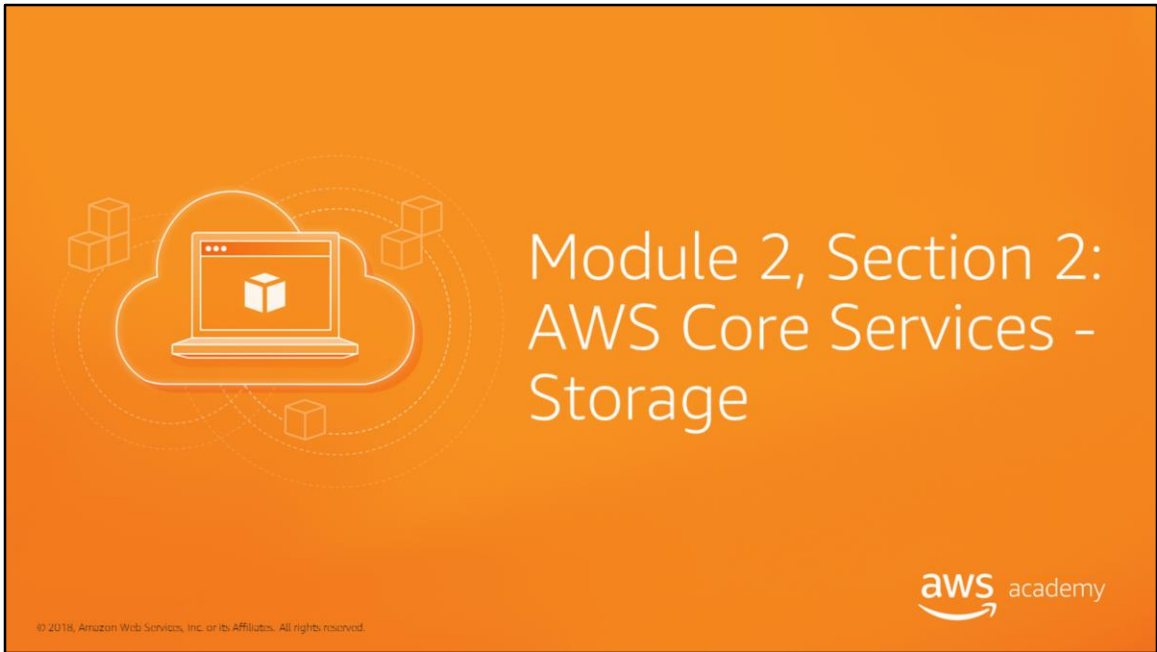 Module 2, Section 2:
AWS Core Services -
Storage
aws academy
© 2018, Amazon Web Services, Inc. or its Affiliates. All rights reserved.